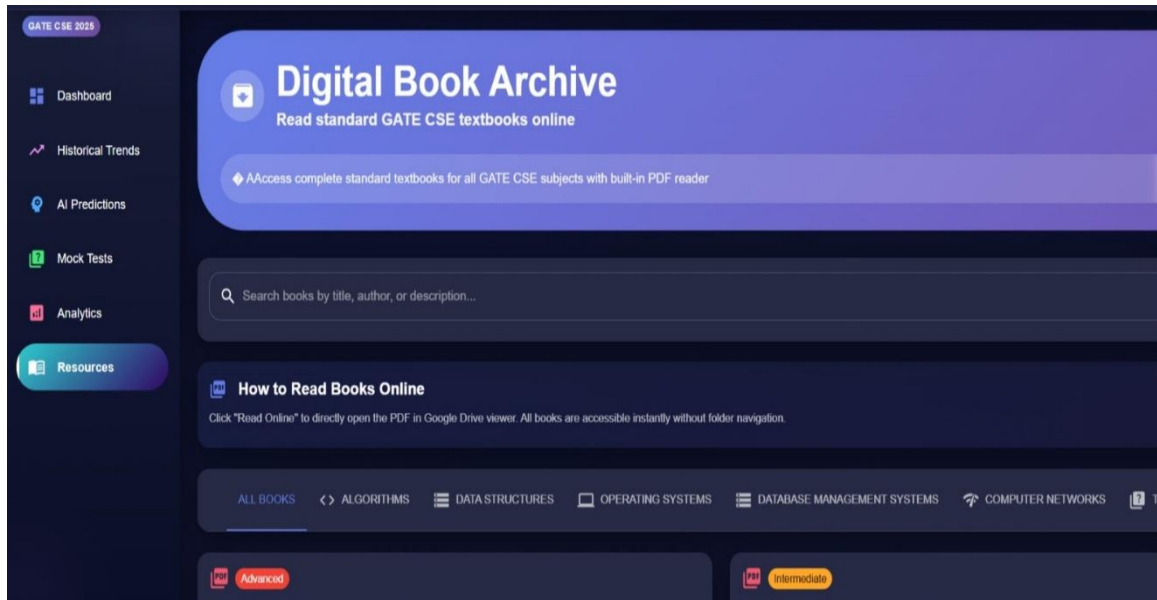 GATE CSE 2025
Dashboard
Historical Trends
AI Predictions
Mock Tests
Analytics
Resources
Digital Book Archive
Read standard GATE CSE textbooks online
� AAccess complete standard textbooks for all GATE CSE subjects with built-in PDF reader
Search books by title, author, or description...
How to Read Books Online
Click "Read Online" to directly open the PDF in Google Drive viewer. All books are accessible instantly without folder navigation.
ALL BOOKS <> ALGORITHMS DATA STRUCTURES OPERATING SYSTEMS DATABASE MANAGEMENT SYSTEMS COMPUTER NETWORKS T
PDF Advanced PDF Intermediate